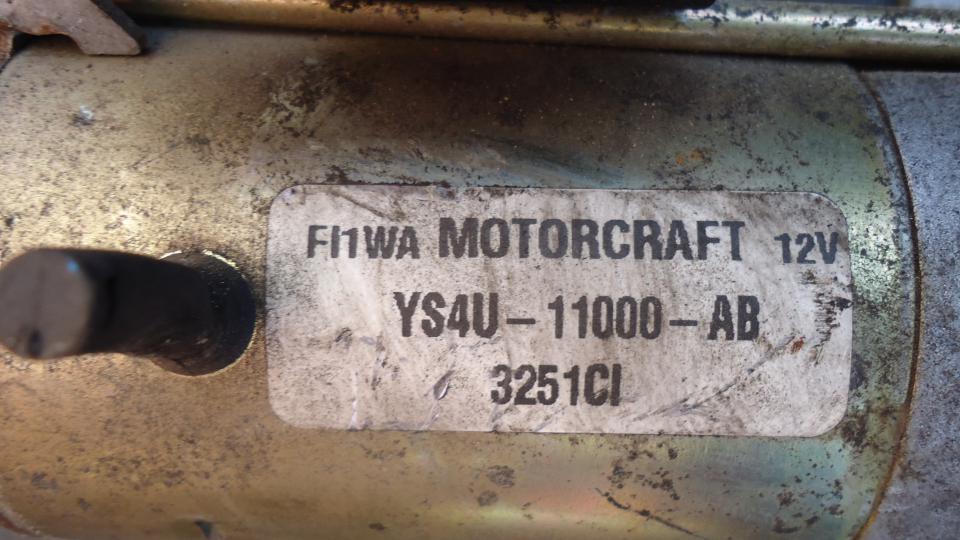 FI1WA MOTORCRAFT 12V
YS4U-11000-AB
3251CI